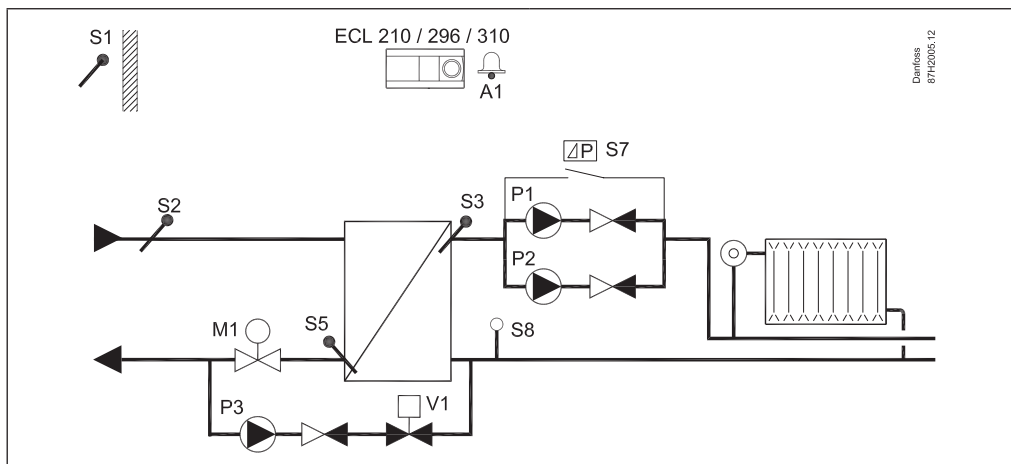 S1
ECL 210 / 296 / 310
A1
Danfoss
87H2005.12
P S7
P1
S2
S3
P2
M1
S5
S8
P3
V1